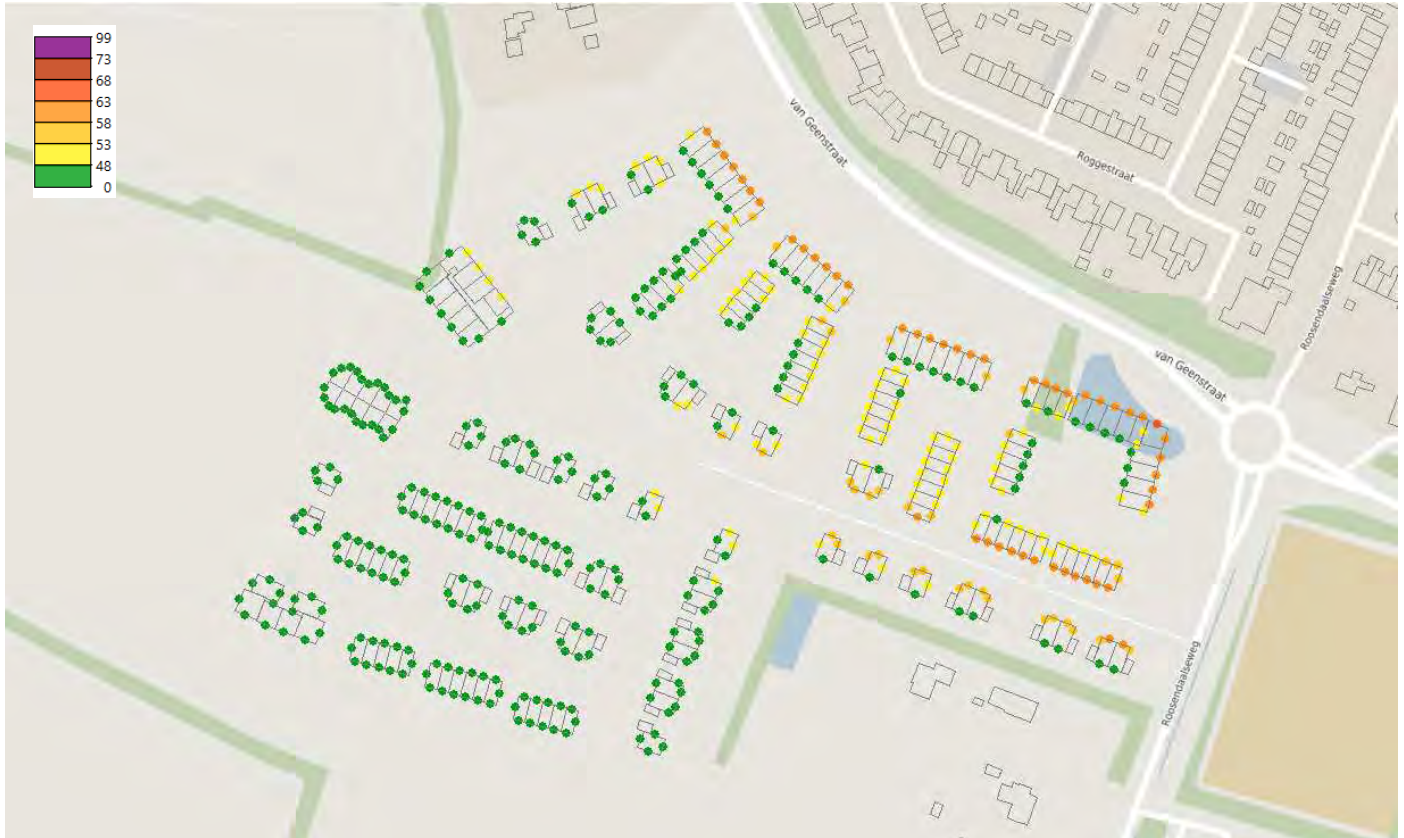 99
73
68
63
58
53
48
0
van Geenstraat
Roggestraat
Roosendaalseweg
van Geenstraat
Roosendaalseweg